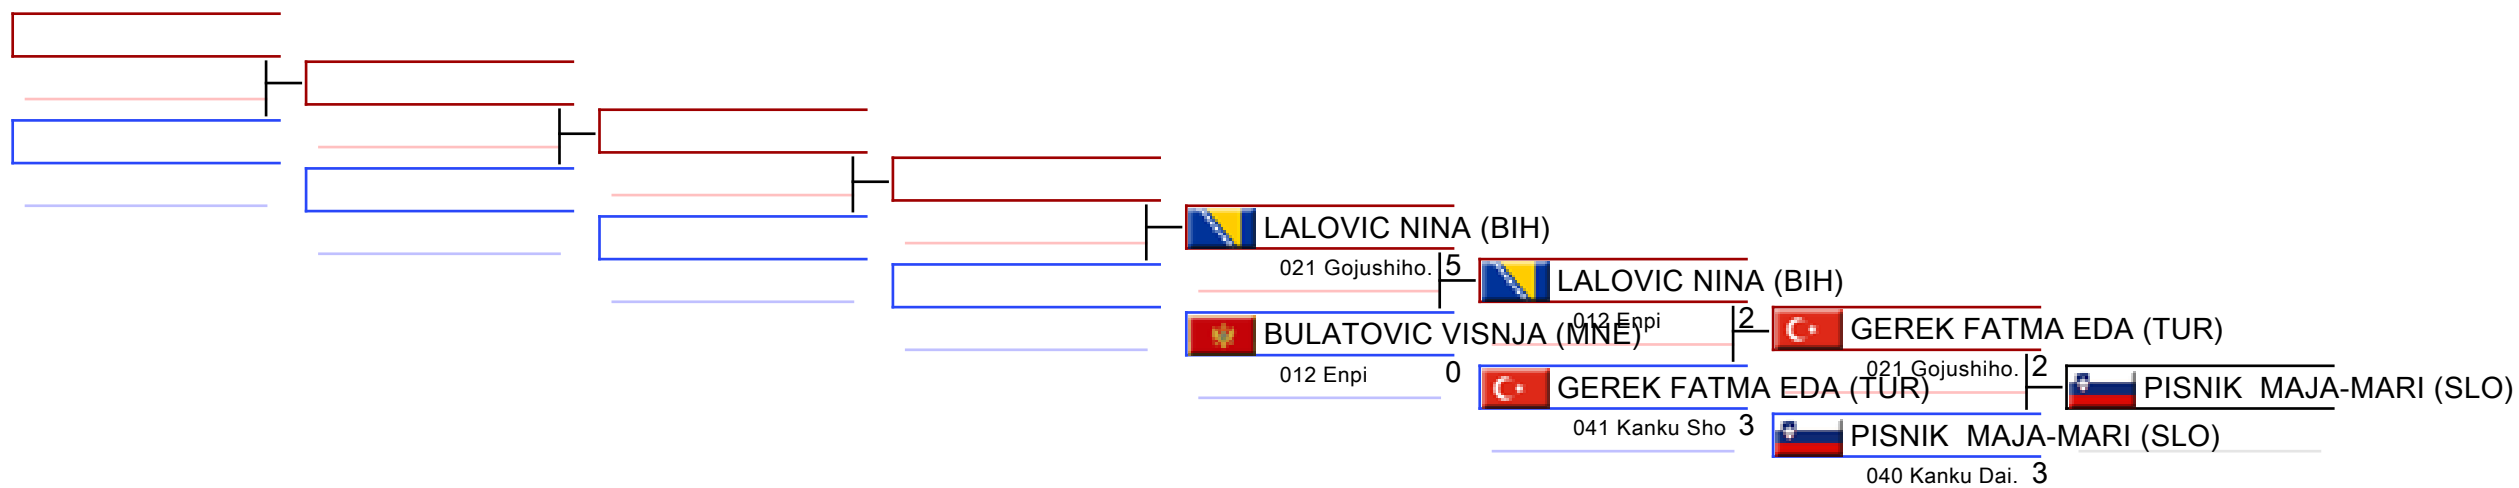 LALOVIC NINA (BIH)
021 Gojushiho. 5
BULATOVIC VISNJA (MNE)
012 Enpi 0
LALOVIC NINA (BIH)
012 Enpi 2
GEREK FATMA EDA (TUR)
041 Kanku Sho 3
GEREK FATMA EDA (TUR)
021 Gojushiho. 2
PISNIK  MAJA-MARI (SLO)
040 Kanku Dai. 3
PISNIK  MAJA-MARI (SLO)